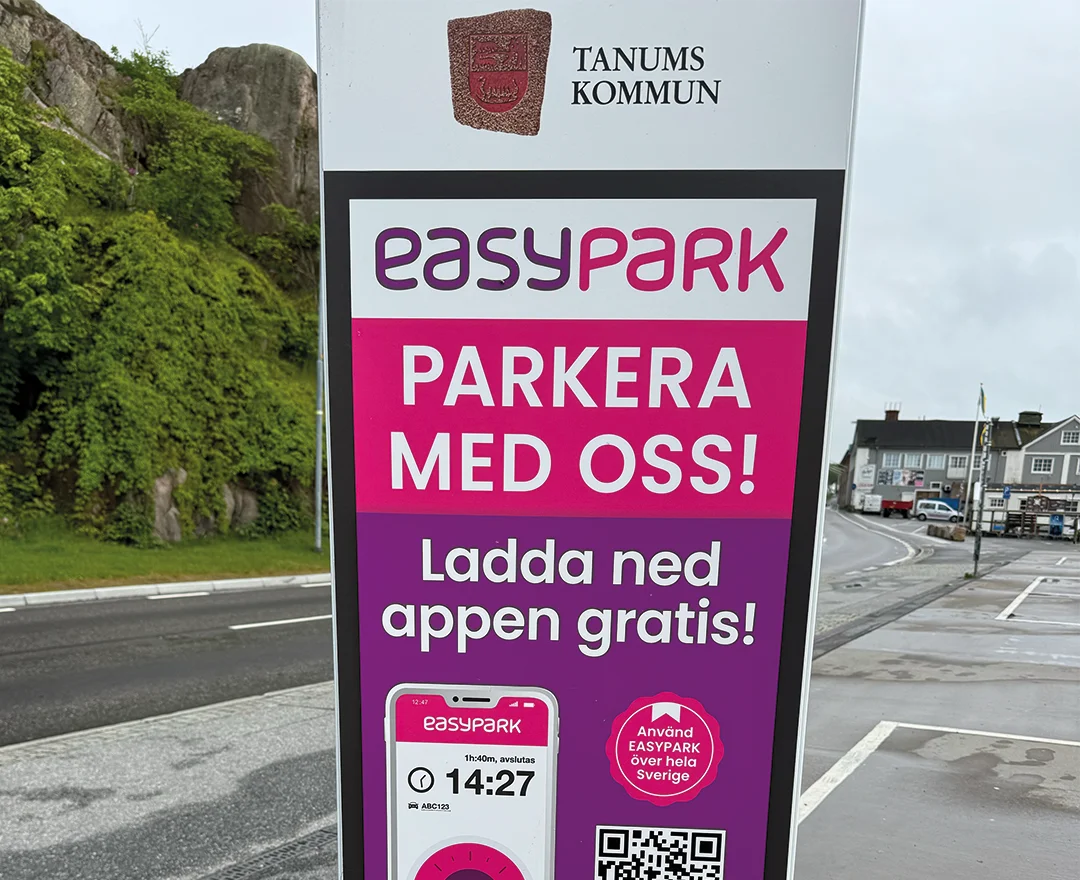 TANUMS
KOMMUN
easypark
PARKERA
MED OSS!
Ladda ned
appen gratis!
12:47
easypark
1h:40m, avslutas
14:27
ABC123
Använd
EASYPARK
över hela
Sverige